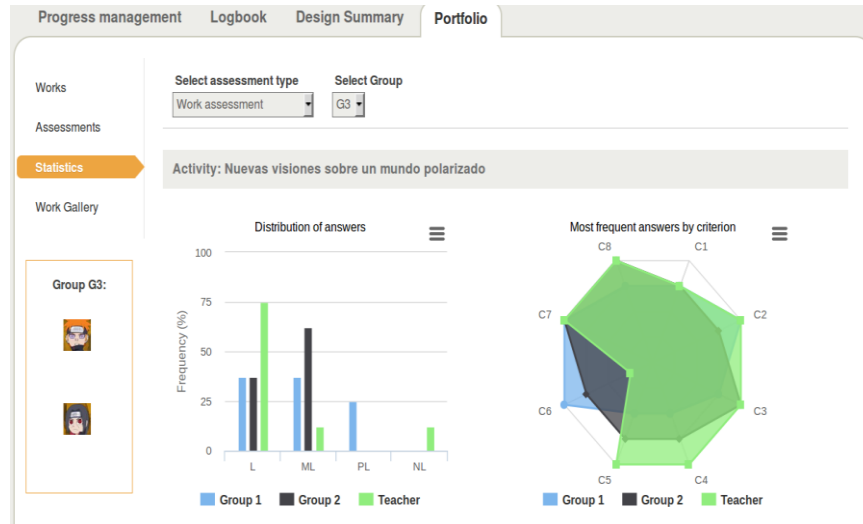 Progress management Logbook Design Summary Portfolio
Works
Assessments
Statistics
Work Gallery
Group G3:
Select assessment type Select Group
Work assessment G3
Activity: Nuevas visiones sobre un mundo polarizado
Distribution of answers
Frequency (%)
100
75
50
25
0
L ML PL NL
Group 1 Group 2 Teacher
Most frequent answers by criterion
C8 C1
C7 C2
C6 C3
C5 C4
Group 1 Group 2 Teacher